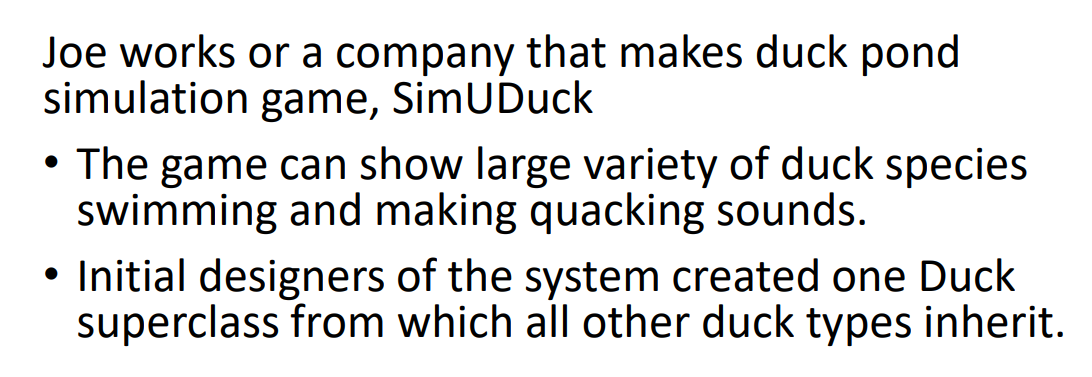 Joe works or a company that makes duck pond
simulation game, SimUDuck
• The game can show large variety of duck species
swimming and making quacking sounds.
• Initial designers of the system created one Duck
superclass from which all other duck types inherit.